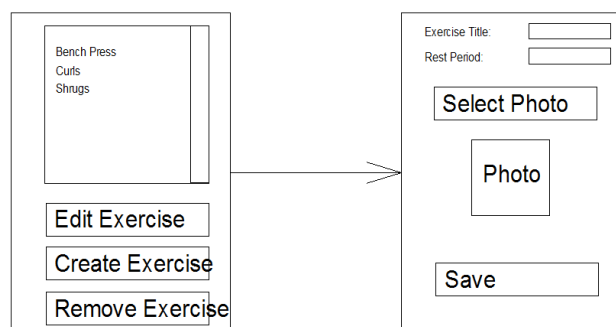 Bench Press
Curls
Shrugs
Edit Exercise
Create Exercise
Remove Exercise
Exercise Title:
Rest Period:
Select Photo
Photo
Save